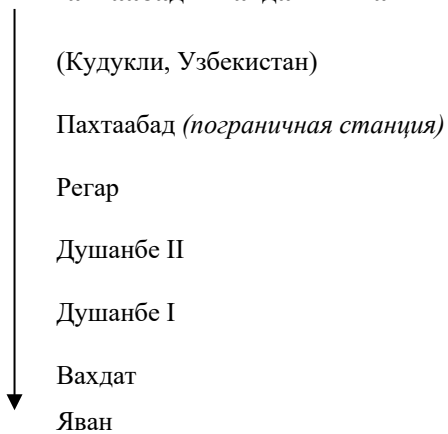 (Кудукли, Узбекистан)
Пахтаабад (пограничная станция)
Регар
Душанбе II
Душанбе I
Вахдат
Яван